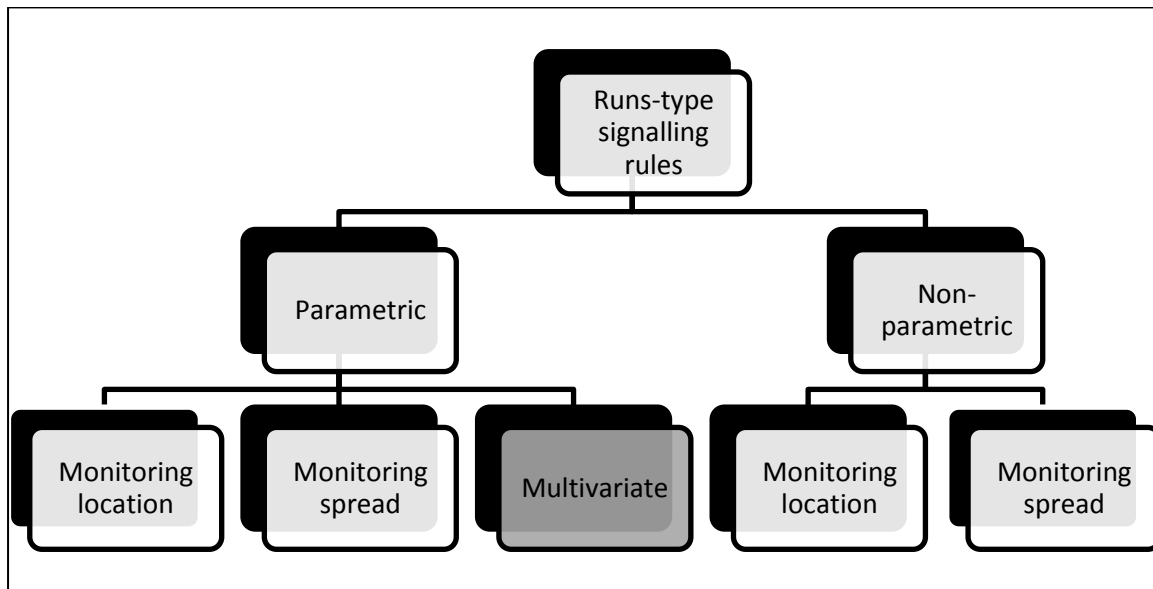 Runs-type
signalling
rules
Parametric
Non-
parametric
Monitoring
location
Monitoring
spread
Multivariate
Monitoring
location
Monitoring
spread